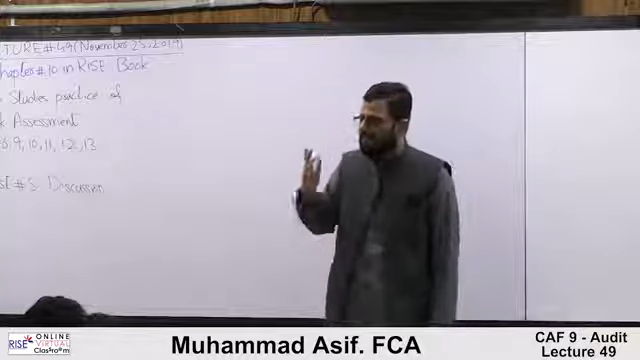 TURE#49(November 25,2019)
hapter#10 in RISE Book
Studies practice of
k Assessment
9, 10, 11, 12, 13
#5 Discussion
RISE ONLINE
VIRTUAL
Classroom
Muhammad Asif. FCA
CAF 9 - Audit
Lecture 49